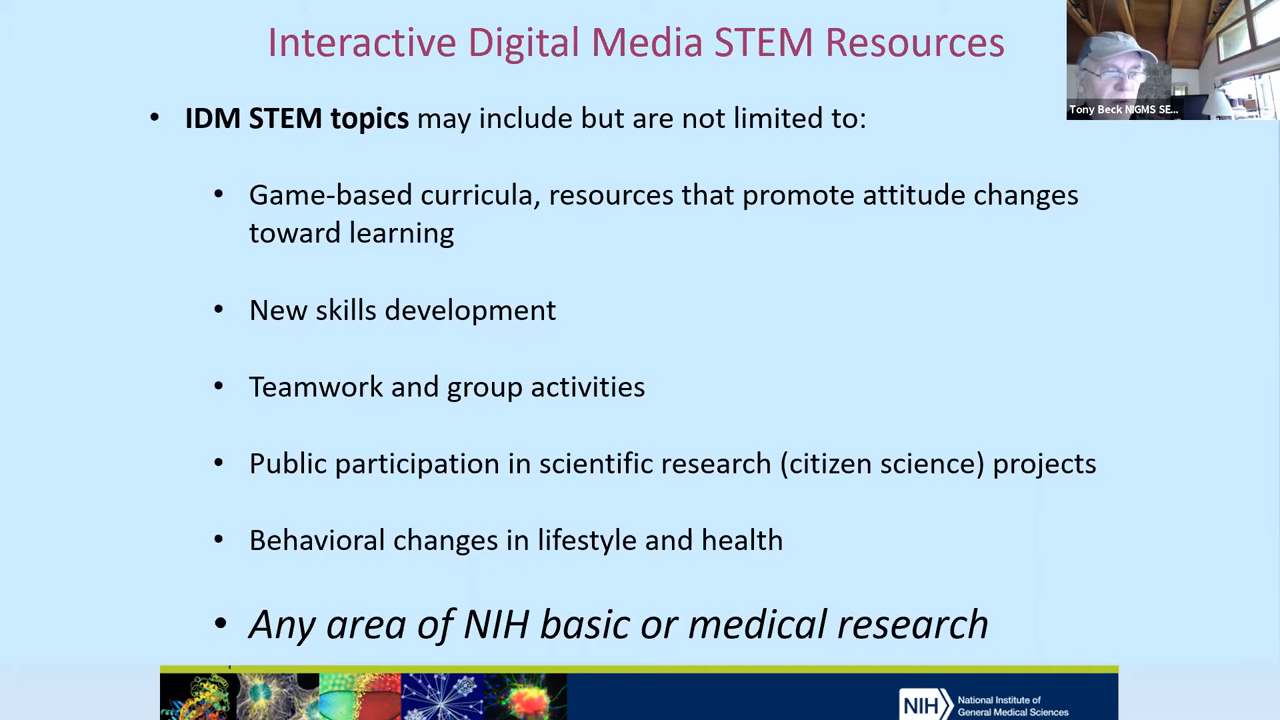 Interactive Digital Media STEM Resources
Tony Beck NIGMS SE...
• IDM STEM topics may include but are not limited to:
• Game-based curricula, resources that promote attitude changes
toward learning
• New skills development
• Teamwork and group activities
• Public participation in scientific research (citizen science) projects
• Behavioral changes in lifestyle and health
• Any area of NIH basic or medical research
NIH
National Institute of
General Medical Sciences